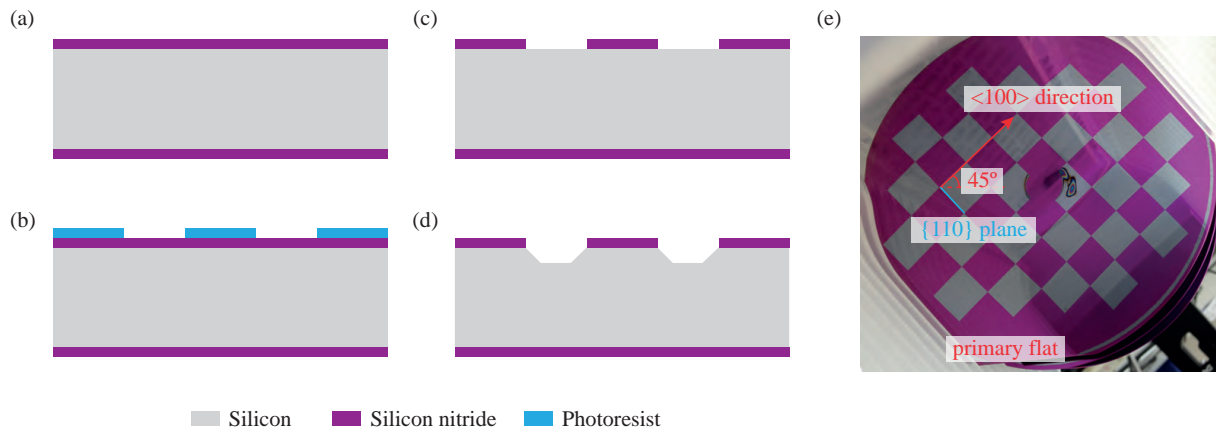 (a)
(b)
(c)
(d)
(e)
<100> direction
45º
{110} plane
primary flat
Silicon
Silicon nitride
Photoresist